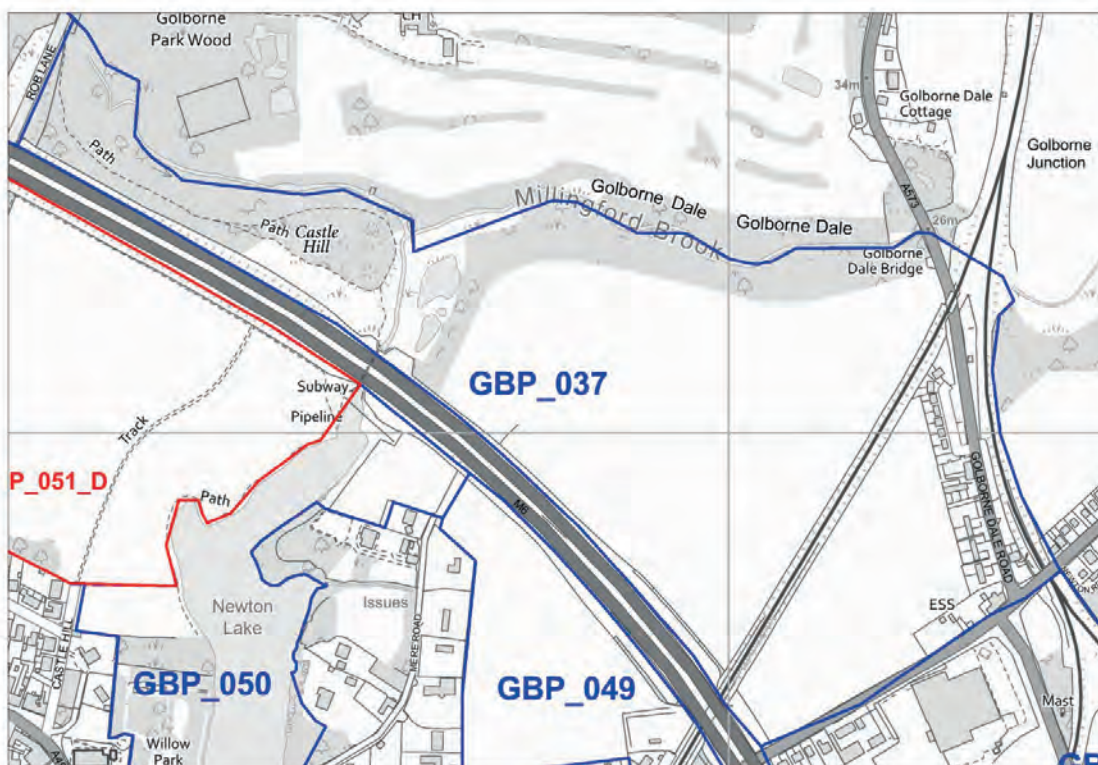 Golborne
Park Wood
LH
ROB LANE
Path
34m
Golborne Dale
Cottage
Golborne
Junction
A573
Golborne Dale
Millingford Brook
Golborne Dale
26m
Golborne
Dale Bridge
Path
Castle
Hill
GBP_037
Subway
Pipeline
Track
P_051_D
Path
M6
GOLBORNE DALE ROAD
Newton
Lake
Issues
ESS
CASTLE HILL
MERE ROAD
GBP_050
GBP_049
Mast
Willow
Park